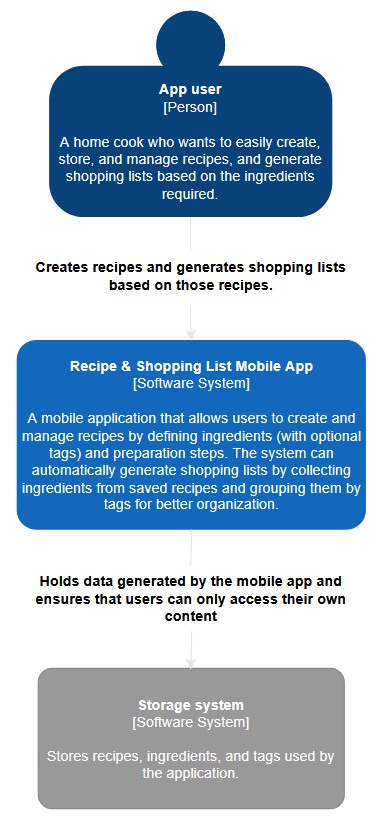 App user
[Person]
A home cook who wants to easily create,
store, and manage recipes, and generate
shopping lists based on the ingredients
required.
Creates recipes and generates shopping lists
based on those recipes.
Recipe & Shopping List Mobile App
[Software System]
A mobile application that allows users to create and
manage recipes by defining ingredients (with optional
tags) and preparation steps. The system can
automatically generate shopping lists by collecting
ingredients from saved recipes and grouping them by
tags for better organization.
Holds data generated by the mobile app and
ensures that users can only access their own
content
Storage system
[Software System]
Stores recipes, ingredients, and tags used by
the application.